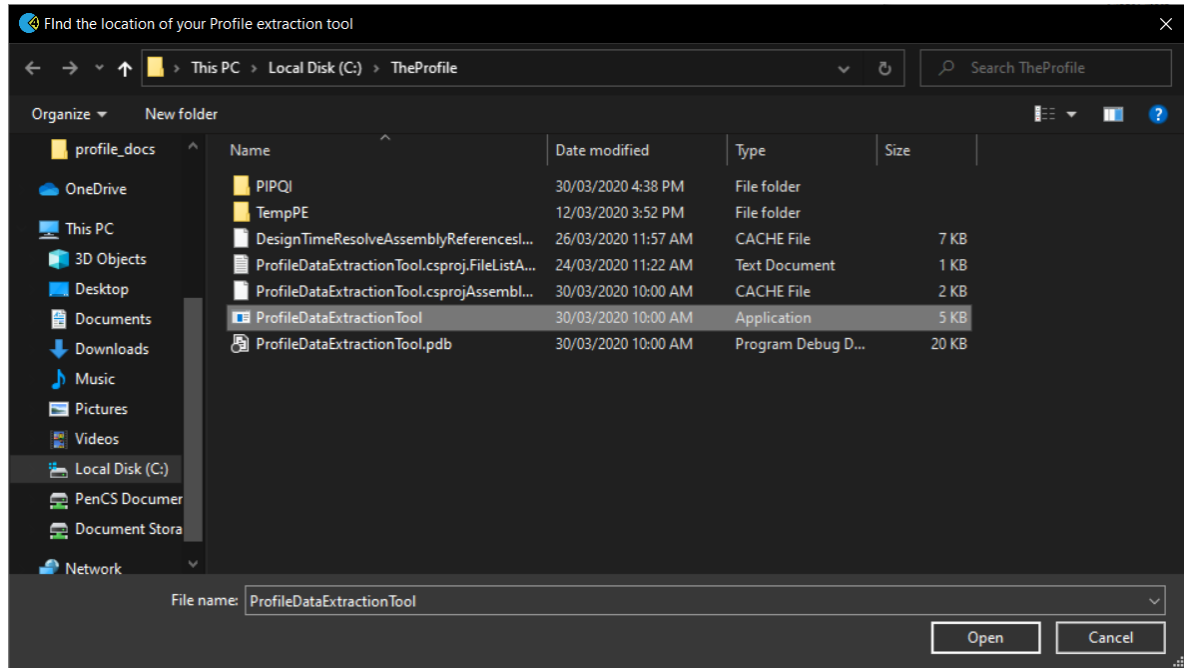 FInd the location of your Profile extraction tool
This PC > Local Disk (C:) > TheProfile
Search TheProfile
Organize
New folder
profile_docs
OneDrive
This PC
3D Objects
Desktop
Documents
Downloads
Music
Pictures
Videos
Local Disk (C:)
PenCS Documer
Document Stora
Network
Name Date modified Type Size
PIPQI 30/03/2020 4:38 PM File folder
TempPE 12/03/2020 3:52 PM File folder
DesignTimeResolveAssemblyReferencesI... 26/03/2020 11:57 AM CACHE File 7 KB
ProfileDataExtractionTool.csproj.FileListA... 24/03/2020 11:22 AM Text Document 1 KB
ProfileDataExtractionTool.csprojAssembl... 30/03/2020 10:00 AM CACHE File 2 KB
ProfileDataExtractionTool 30/03/2020 10:00 AM Application 5 KB
ProfileDataExtractionTool.pdb 30/03/2020 10:00 AM Program Debug D... 20 KB
File name: ProfileDataExtractionTool
Open
Cancel